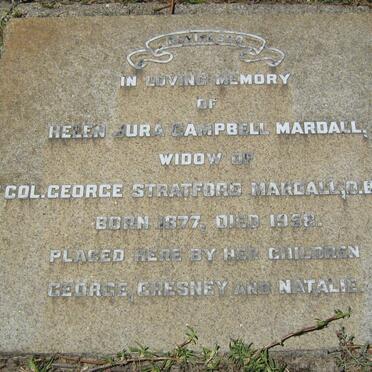 IN LOVING MEMORY
OF
HELEN JURA CAMPBELL MARDALL,
WIDOW OF
COL. GEORGE STRATFORD MARDALL, O.B
BORN 1877, DIED 1958.
PLACED HERE BY HER CHILDREN
GEORGE, CRESNEY AND NATALIE.